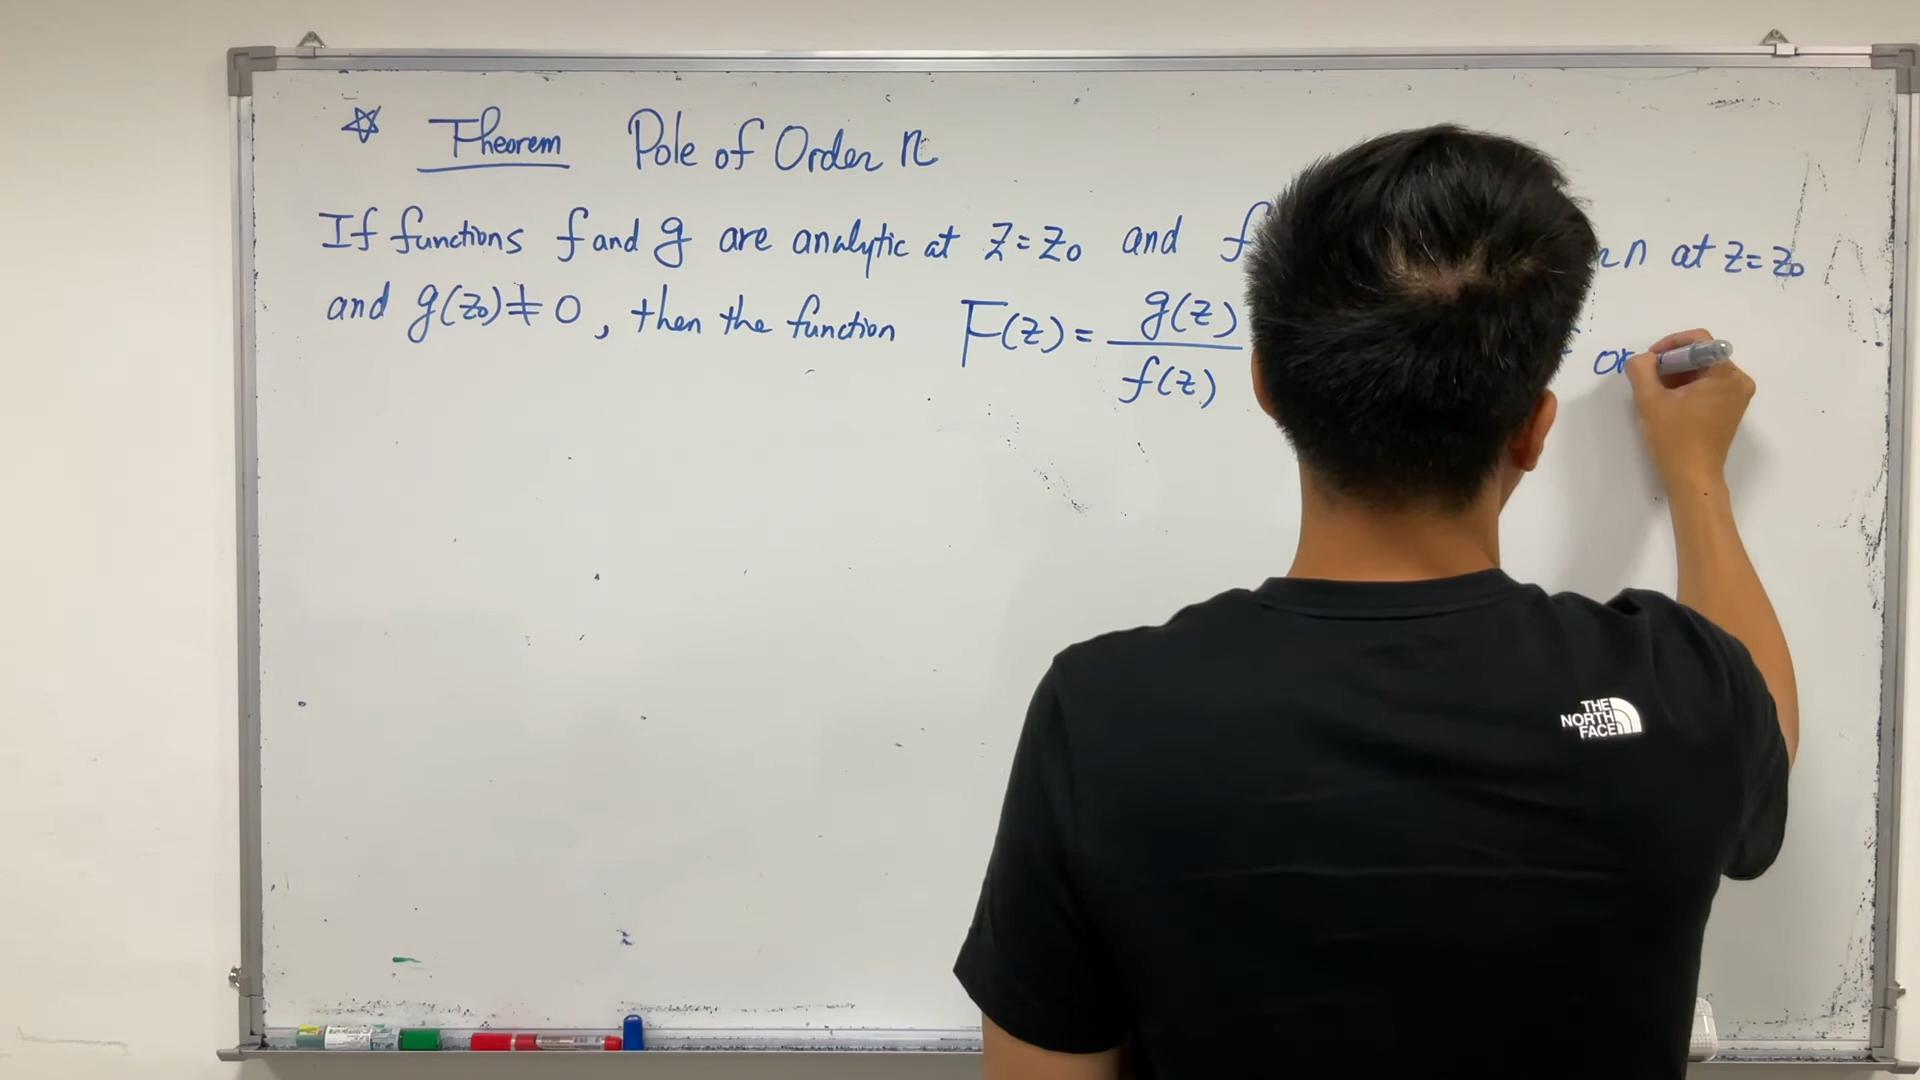 ☆ Theorem Pole of Order n
If functions f and g are analytic at z=z₀ and f n at z=z₀
and g(z₀)≠0, then the function F(z) = g(z)/f(z) or
THE
NORTH
FACE